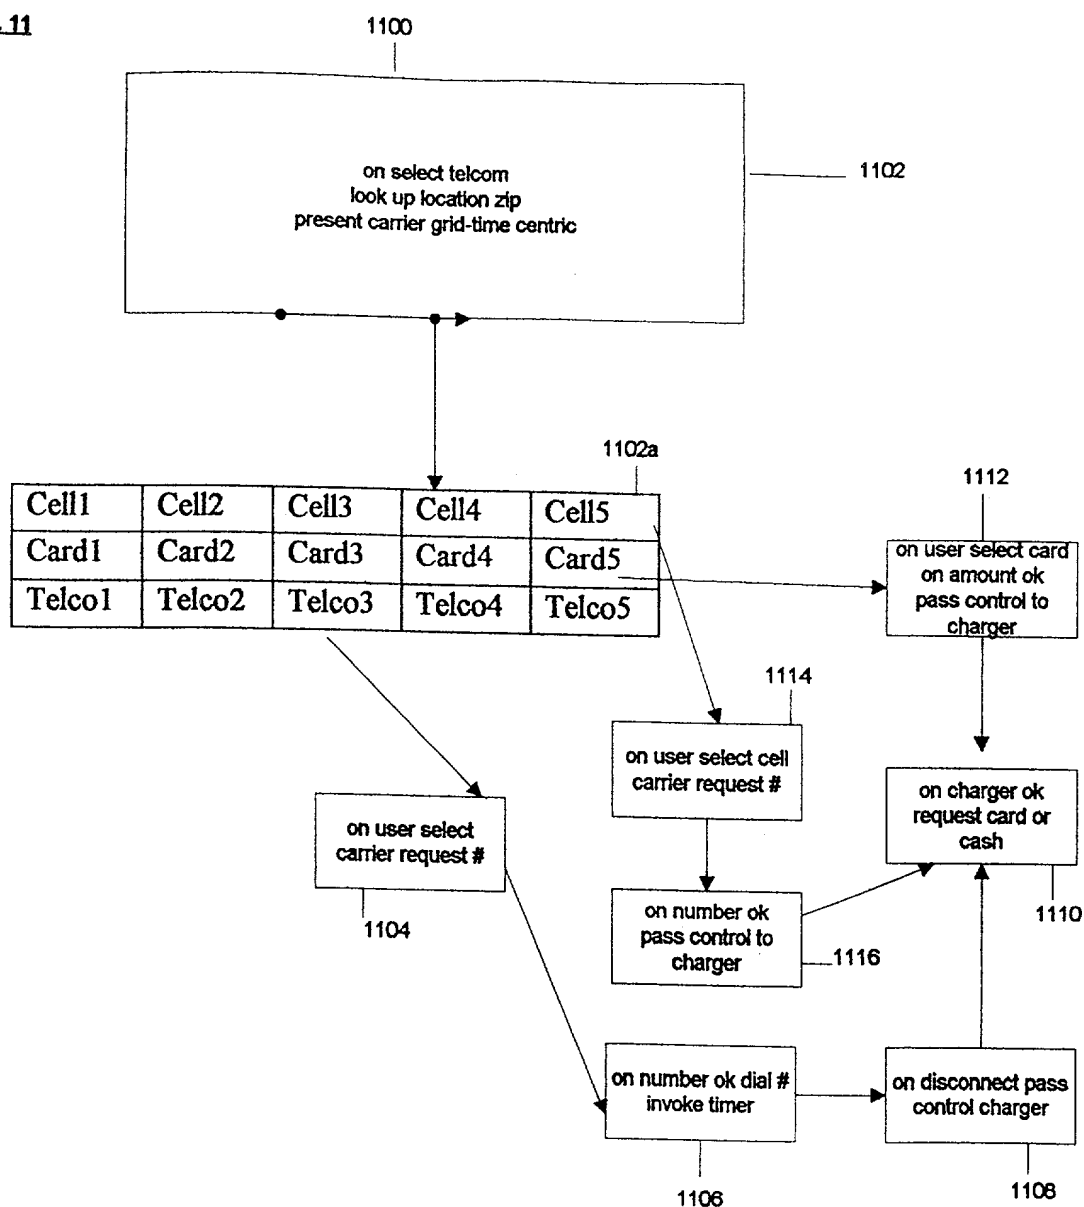 . 11
1100
on select telcom
look up location zip
present carrier grid-time centric
1102
1102a
Cell1 Cell2 Cell3 Cell4 Cell5
Card1 Card2 Card3 Card4 Card5
Telco1 Telco2 Telco3 Telco4 Telco5
1112
on user select card
on amount ok
pass control to
charger
1114
on user select cell
carrier request #
on charger ok
request card or
cash
1110
on user select
carrier request #
1104
on number ok
pass control to
charger
1116
on number ok dial #
invoke timer
1106
on disconnect pass
control charger
1108